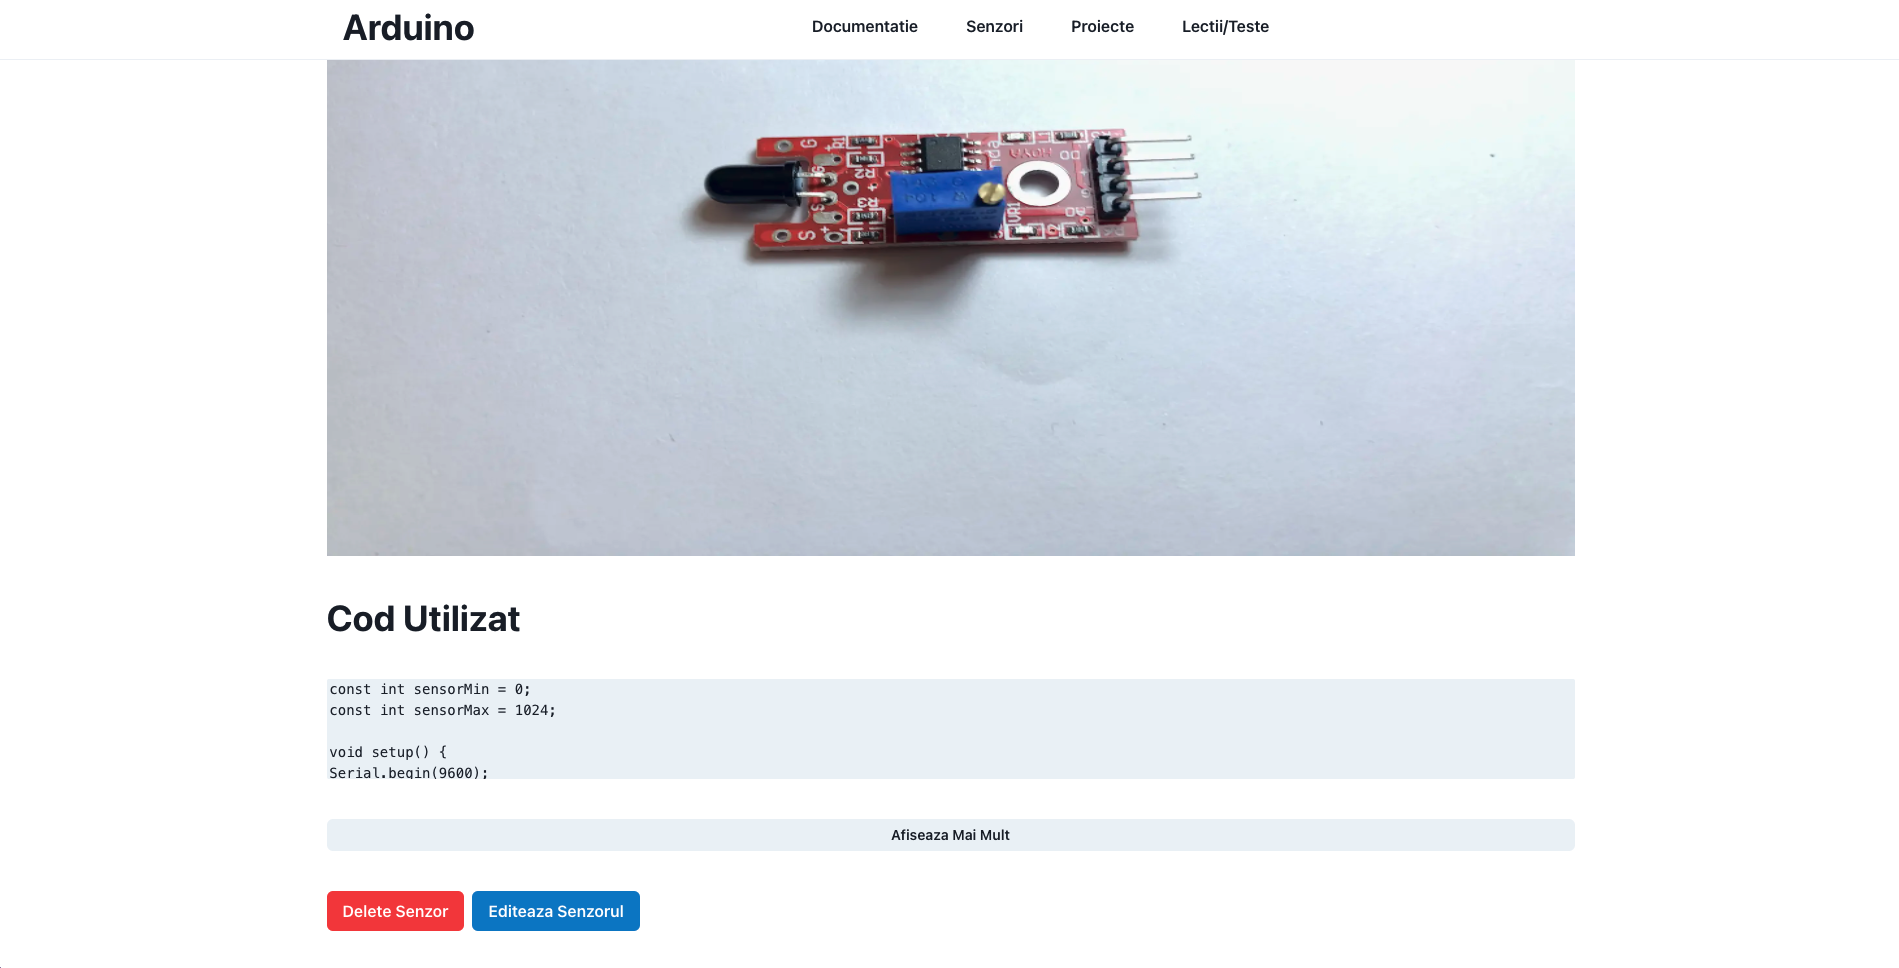 Arduino
Documentatie
Senzori
Proiecte
Lectii/Teste
Cod Utilizat
const int sensorMin = 0;
const int sensorMax = 1024;
void setup() {
Serial.begin(9600);
Afiseaza Mai Mult
Delete Senzor
Editeaza Senzorul